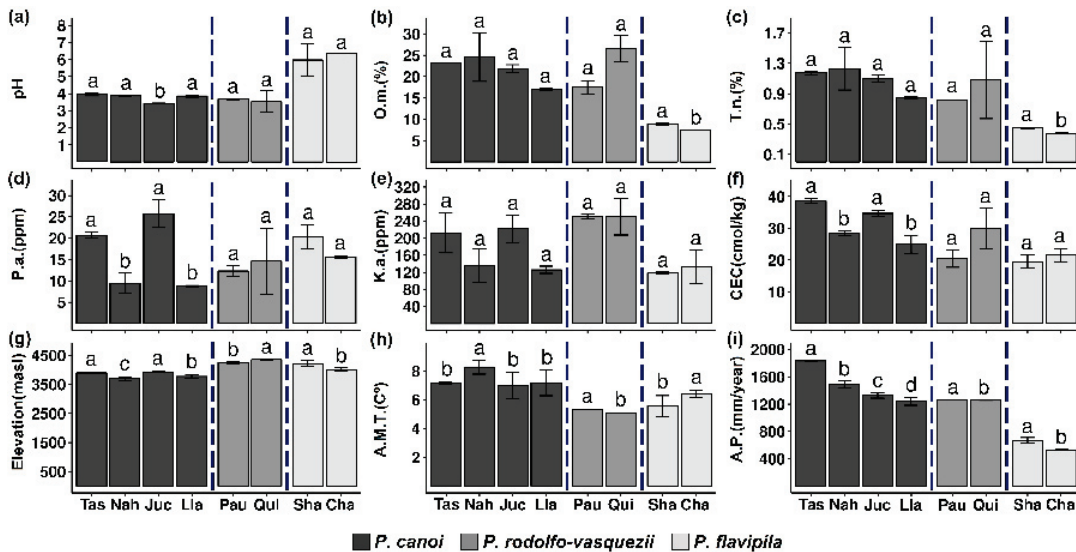 (a)
pH
8
7
6
5
4
3
2
1
a a b a a a a a
(b)
O.m.(%)
25
20
15
10
5
a a a a a a a b
(c)
T.n.(%)
1.7
1.3
0.9
0.5
0.1
a a a a a a a b
(d)
P.a.(ppm)
30
25
20
15
10
5
a b a b a a a a
(e)
K.a.(ppm)
320
280
240
200
160
120
80
40
a a a a a a a a
(f)
CEC(cmol/kg)
40
30
20
10
a b a b a a a a
(g)
Elevation(masl)
4500
3500
2500
1500
500
a c a b b a a b
(h)
A.M.T.(Cº)
8
6
4
2
b a b b a b b a
(i)
A.P.(mm/year)
2000
1600
1200
800
400
a b c d a b a b
Tas Nah Juc Lla Pau Qui Sha Cha
Tas Nah Juc Lla Pau Qui Sha Cha
Tas Nah Juc Lla Pau Qui Sha Cha
P. canoi P. rodolfo-vasquezii P. flavipila